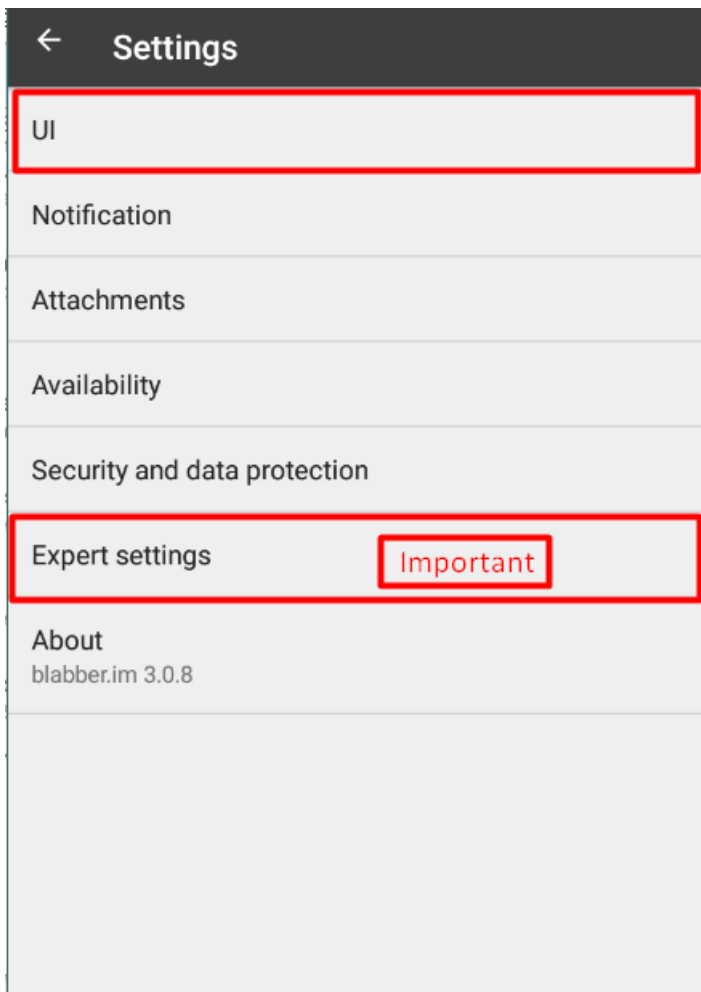 Settings
UI
Notification
Attachments
Availability
Security and data protection
Expert settings Important
About
blabber.im 3.0.8